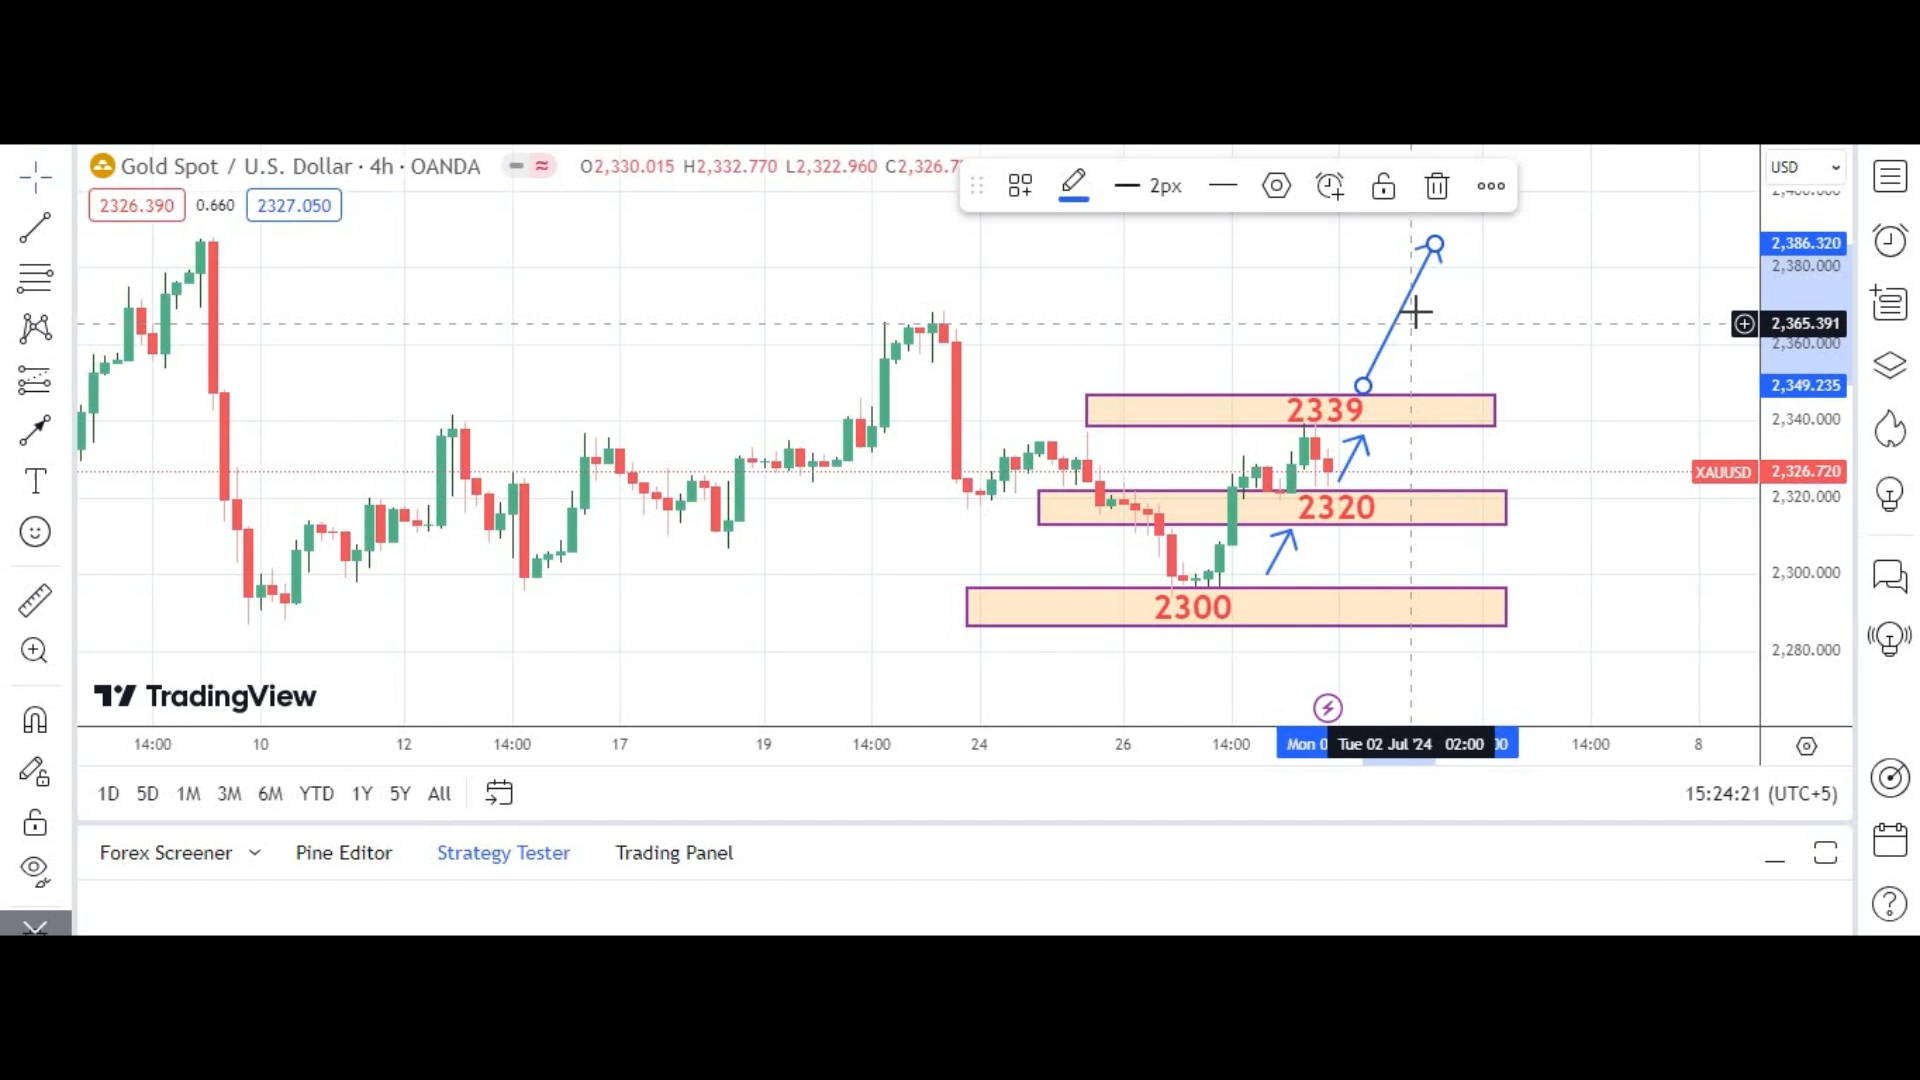 Gold Spot / U.S. Dollar · 4h · OANDA
O2,330.015 H2,332.770 L2,322.960 C2,326.7
2px
USD
2326.390 0.660 2327.050
2,386.320
2,380.000
2,365.391
2,360.000
2,349.235
2339
2,340.000
XAUUSD 2,326.720
2,320.000
2320
2,300.000
2300
2,280.000
TradingView
14:00 10 12 14:00 17 19 14:00 24 26 14:00 Mon 0 Tue 02 Jul '24 02:00 00 14:00 8
1D 5D 1M 3M 6M YTD 1Y 5Y All
15:24:21 (UTC+5)
Forex Screener Pine Editor Strategy Tester Trading Panel